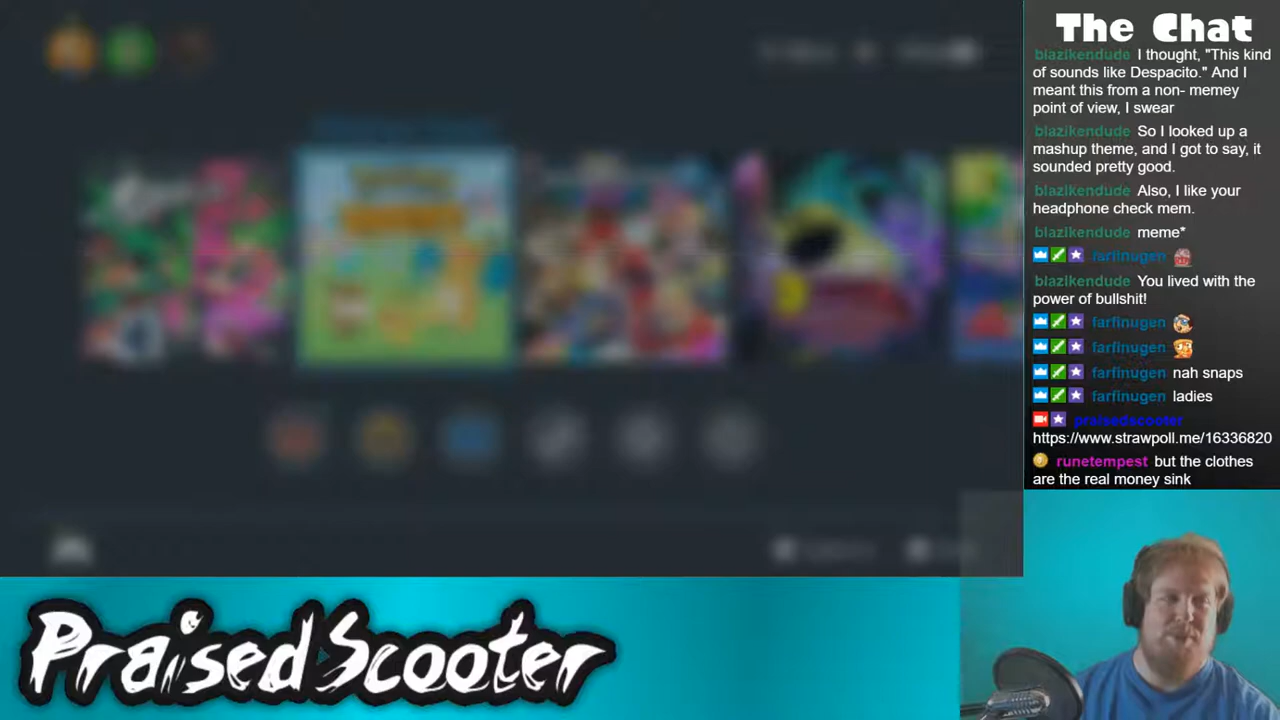 The Chat
blazikendude I thought, "This kind
of sounds like Despacito." And I
meant this from a non- memey
point of view, I swear
blazikendude So I looked up a
mashup theme, and I got to say, it
sounded pretty good.
blazikendude Also, I like your
headphone check mem.
blazikendude meme*
farfinugen
blazikendude You lived with the
power of bullshit!
farfinugen
farfinugen
farfinugen nah snaps
farfinugen ladies
praisedscooter
https://www.strawpoll.me/16336820
runetempest but the clothes
are the real money sink
PraisedScooter